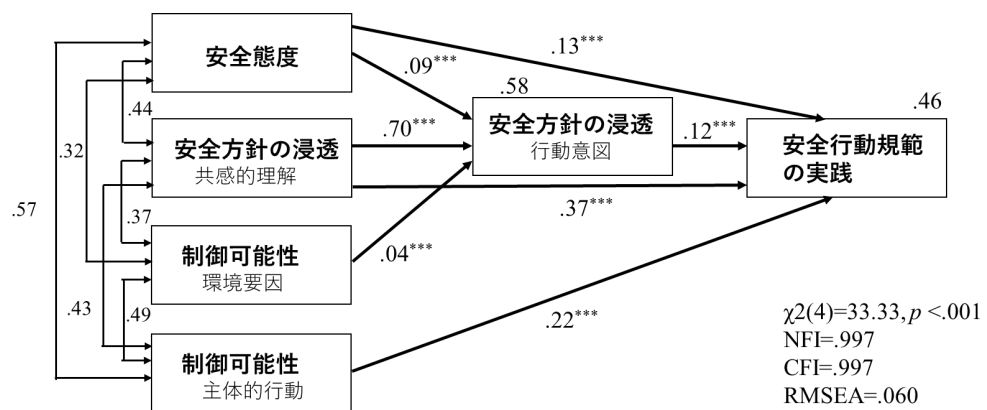 安全態度
.13***
.09***
.58
.46
.44
.70***
安全方針の浸透
行動意図
.12***
安全行動規範
の実践
.32
安全方針の浸透
共感的理解
.57
.37
.37***
制御可能性
環境要因
.04***
.43
.49
.22***
制御可能性
主体的行動
χ2(4)=33.33, p <.001
NFI=.997
CFI=.997
RMSEA=.060